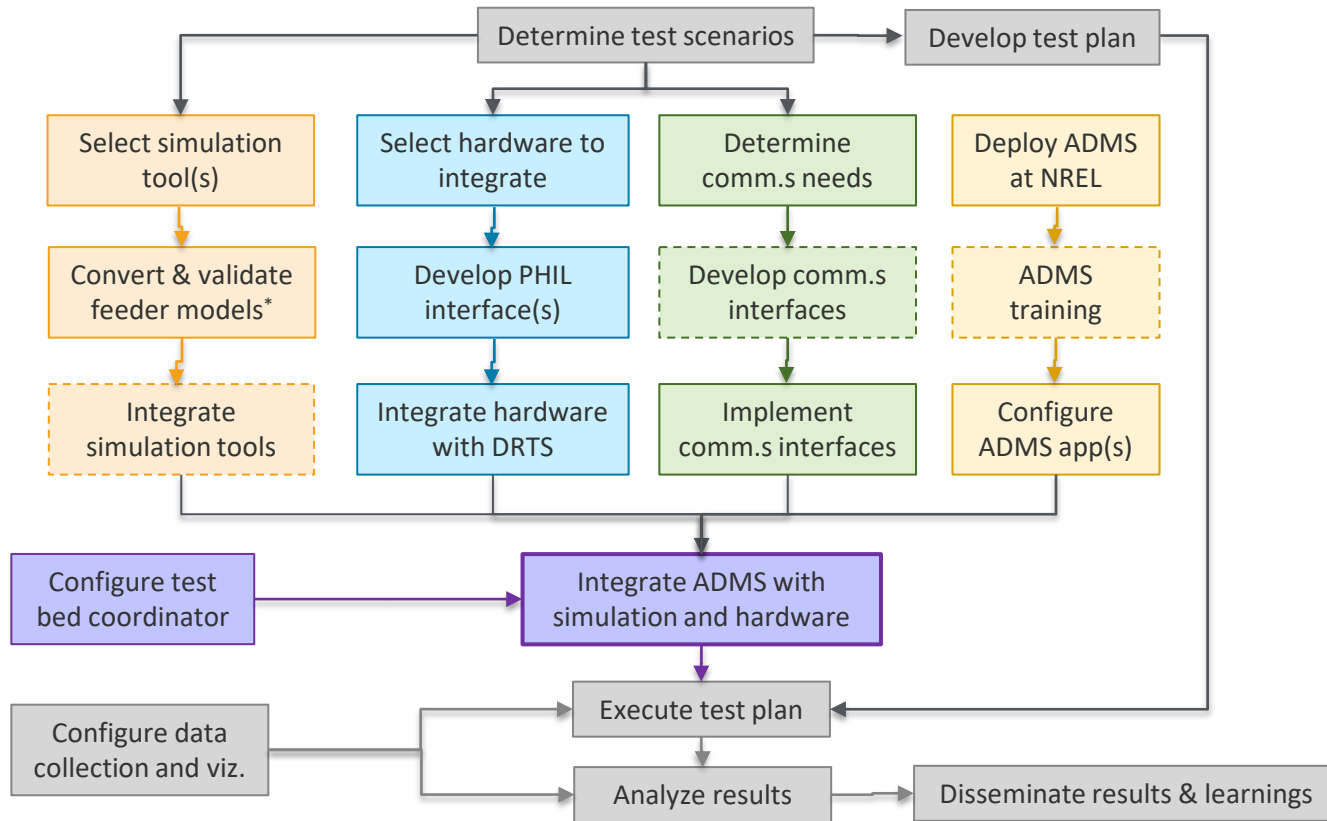 Determine test scenarios
Develop test plan
Select simulation
tool(s)
Select hardware to
integrate
Determine
comm.s needs
Deploy ADMS
at NREL
Convert & validate
feeder models*
Develop PHIL
interface(s)
Develop comm.s
interfaces
ADMS
training
Integrate
simulation tools
Integrate hardware
with DRTS
Implement
comm.s interfaces
Configure
ADMS app(s)
Configure test
bed coordinator
Integrate ADMS with
simulation and hardware
Execute test plan
Configure data
collection and viz.
Analyze results
Disseminate results & learnings